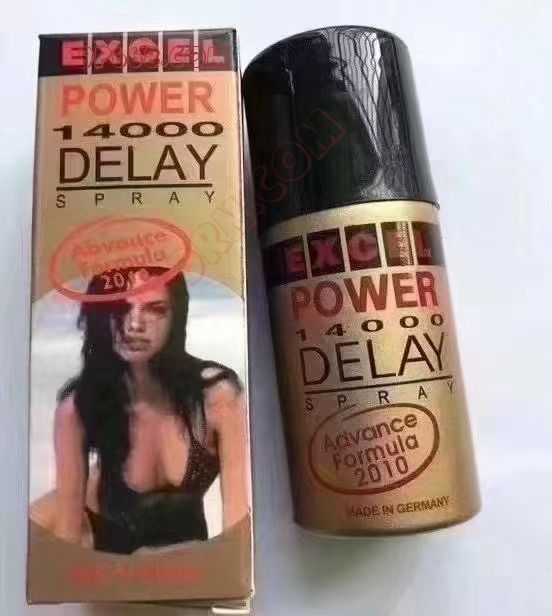 EXCEL
POWER
14000
DELAY
SPRAY
Advance
Formula
2010
EXCEL
POWER
14000
DELAY
SPRAY
Advance
Formula
2010
MADE IN GERMANY